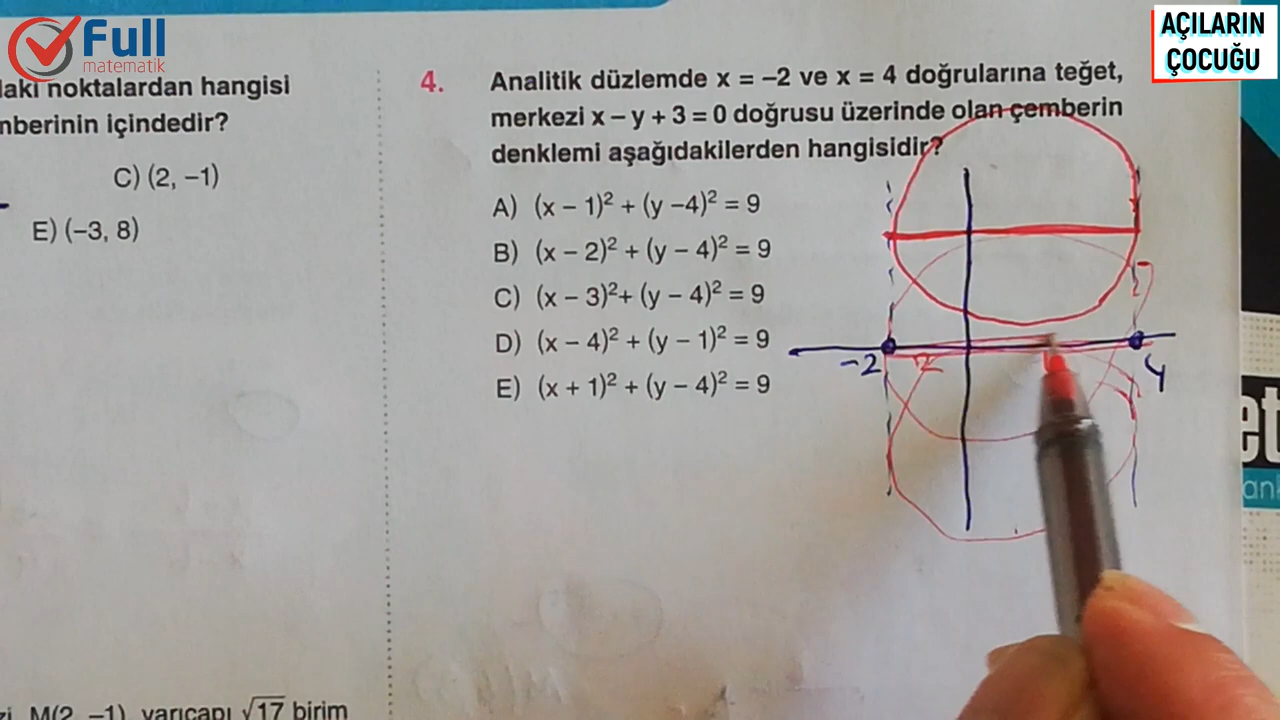 Full
matematik
AÇILARIN
ÇOCUĞU
noktalardan hangisi
nberinin içindedir?
C) (2, –1)
E) (–3, 8)
4. Analitik düzlemde x = –2 ve x = 4 doğrularına teğet,
merkezi x – y + 3 = 0 doğrusu üzerinde olan çemberin
denklemi aşağıdakilerden hangisidir?
A) (x – 1)² + (y –4)² = 9
B) (x – 2)² + (y – 4)² = 9
C) (x – 3)²+ (y – 4)² = 9
D) (x – 4)² + (y – 1)² = 9
E) (x + 1)² + (y – 4)² = 9
-2
4
M(2, –1), yarıçapı √17 birim
et